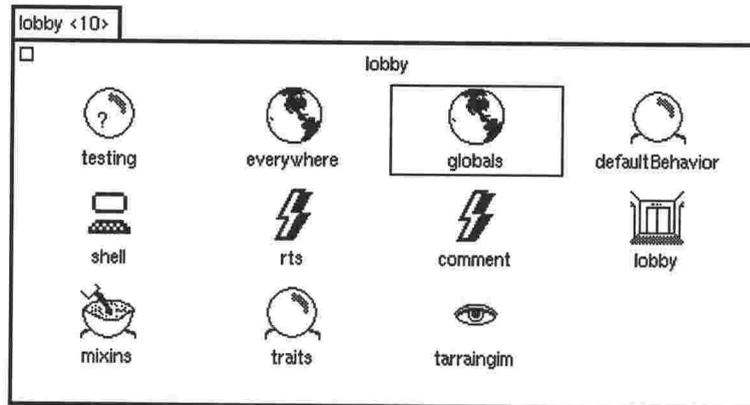 lobby <10>
lobby
testing everywhere globals defaultBehavior
?
shell rts comment lobby
mixins traits tarraingim